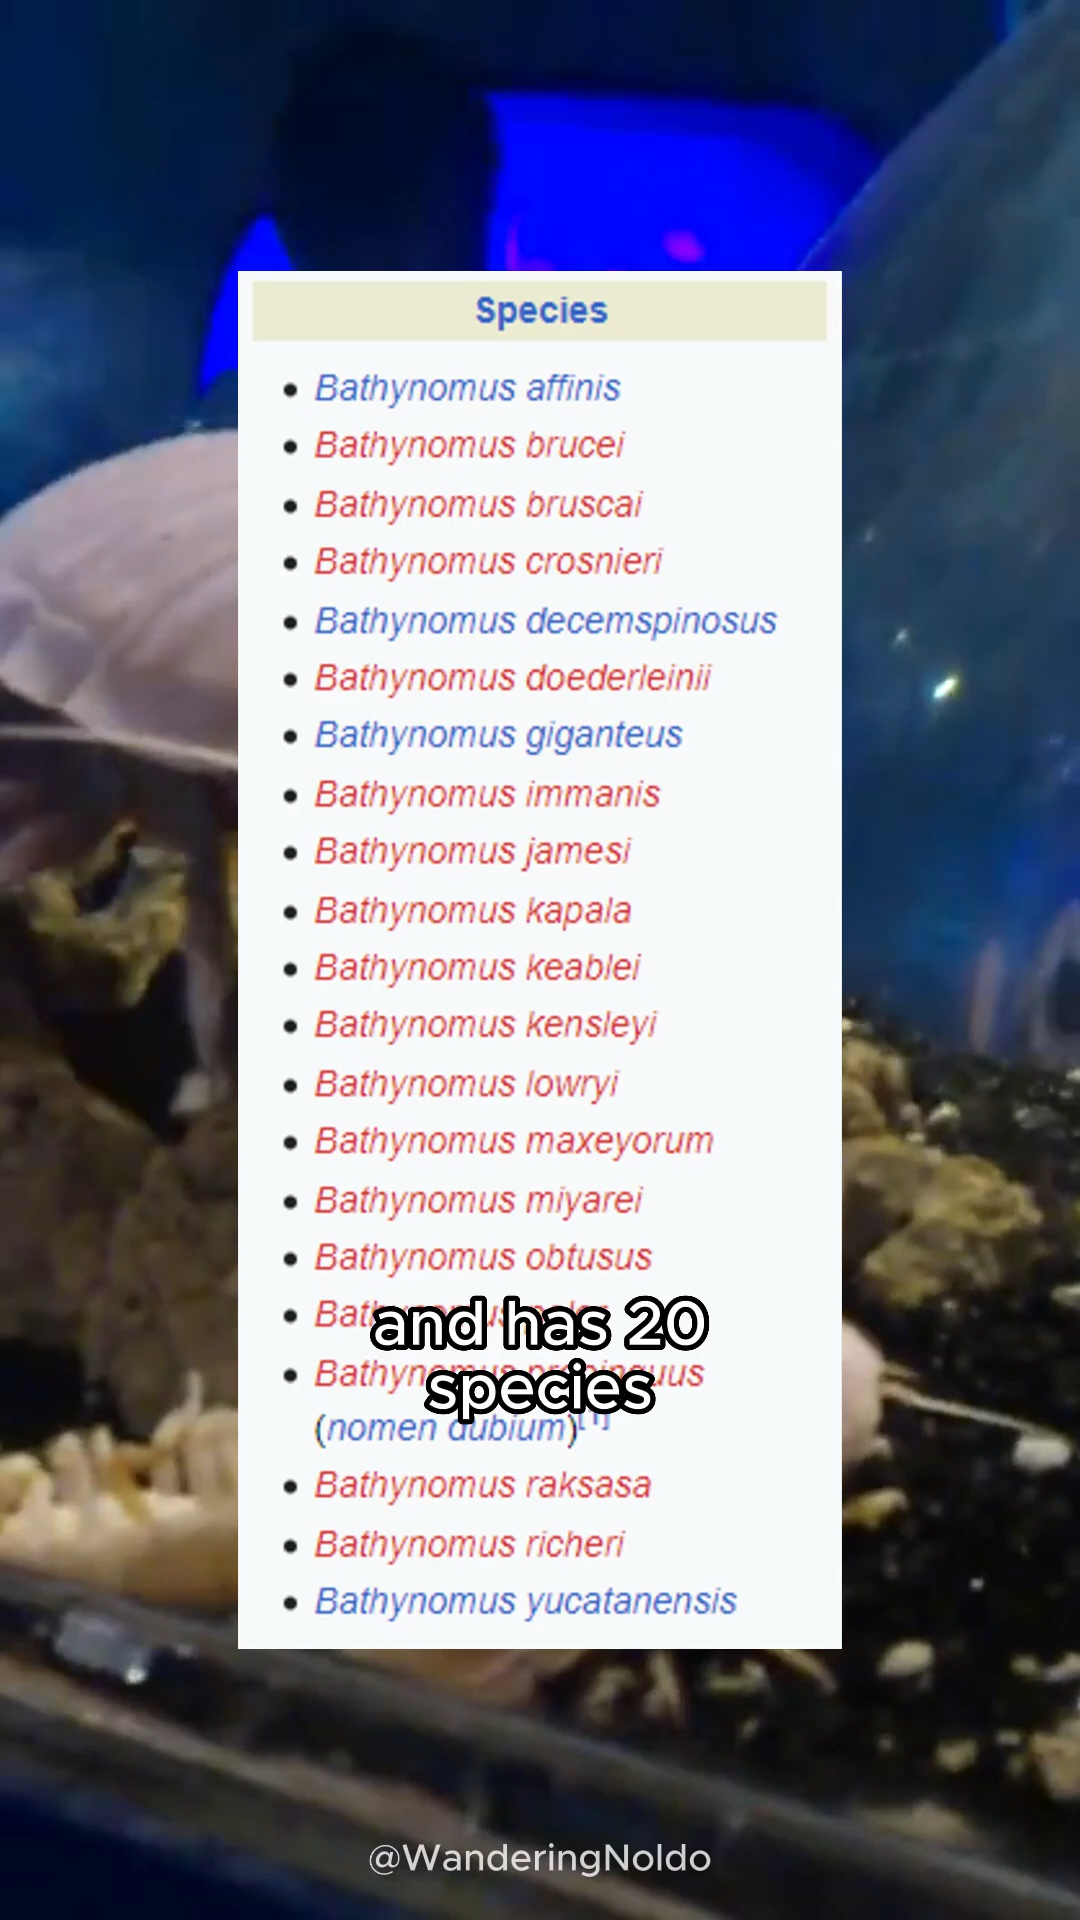 Species
Bathynomus affinis
Bathynomus brucei
Bathynomus bruscai
Bathynomus crosnieri
Bathynomus decemspinosus
Bathynomus doederleinii
Bathynomus giganteus
Bathynomus immanis
Bathynomus jamesi
Bathynomus kapala
Bathynomus keablei
Bathynomus kensleyi
Bathynomus lowryi
Bathynomus maxeyorum
Bathynomus miyarei
Bathynomus obtusus
and has 20
Bathynomus
species
(nomen dubium)[1]
Bathynomus raksasa
Bathynomus richeri
Bathynomus yucatanensis
@WanderingNoldo